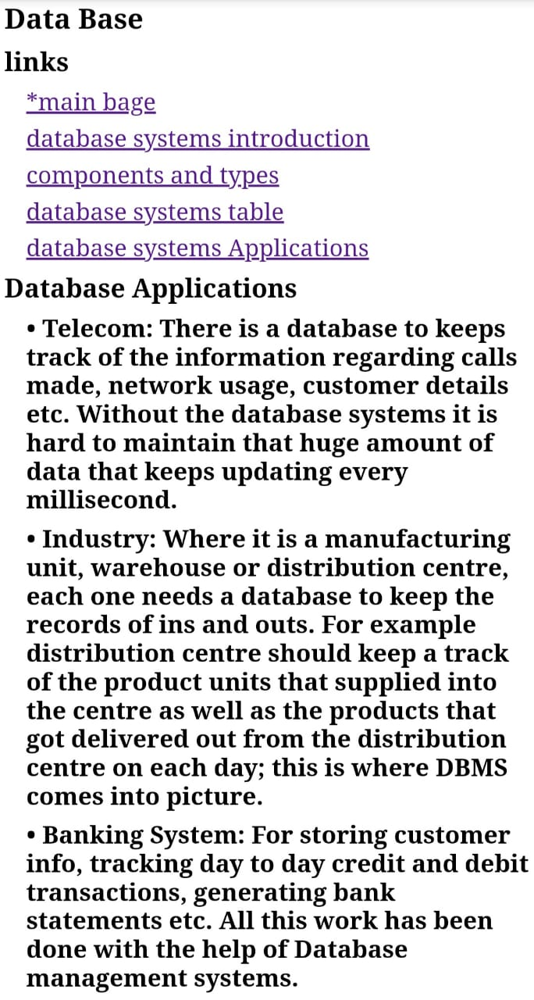 Data Base
links
*main bage
database systems introduction
components and types
database systems table
database systems Applications
Database Applications
• Telecom: There is a database to keeps
track of the information regarding calls
made, network usage, customer details
etc. Without the database systems it is
hard to maintain that huge amount of
data that keeps updating every
millisecond.
• Industry: Where it is a manufacturing
unit, warehouse or distribution centre,
each one needs a database to keep the
records of ins and outs. For example
distribution centre should keep a track
of the product units that supplied into
the centre as well as the products that
got delivered out from the distribution
centre on each day; this is where DBMS
comes into picture.
• Banking System: For storing customer
info, tracking day to day credit and debit
transactions, generating bank
statements etc. All this work has been
done with the help of Database
management systems.